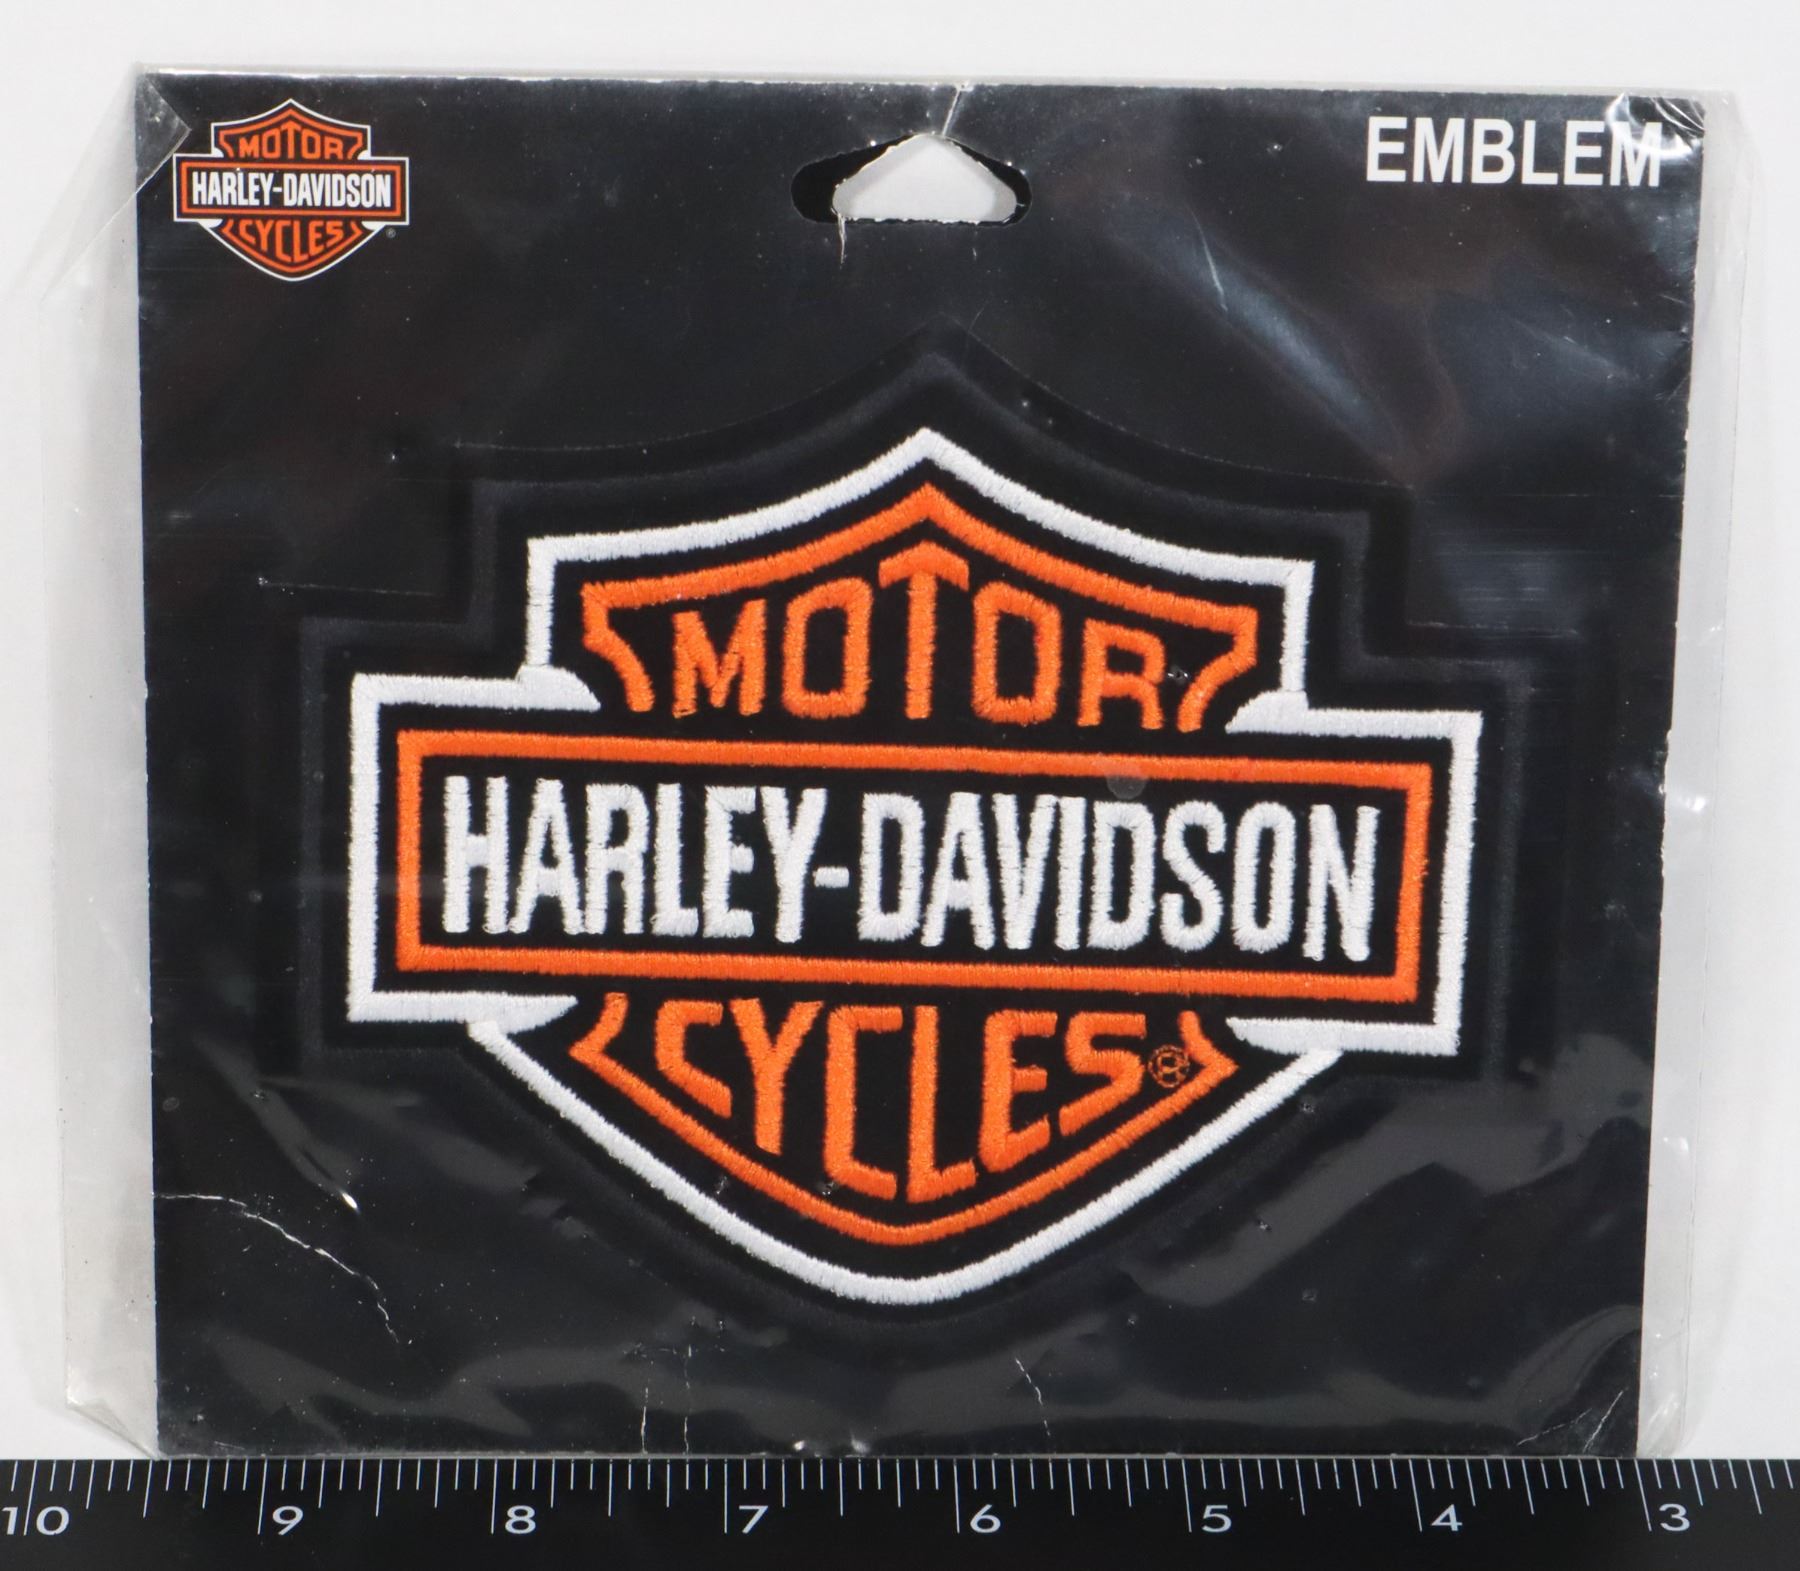 MOTOR
HARLEY-DAVIDSON
CYCLES
®
EMBLEM
MOTOR
HARLEY-DAVIDSON
CYCLES®
10 9 8 7 6 5 4 3